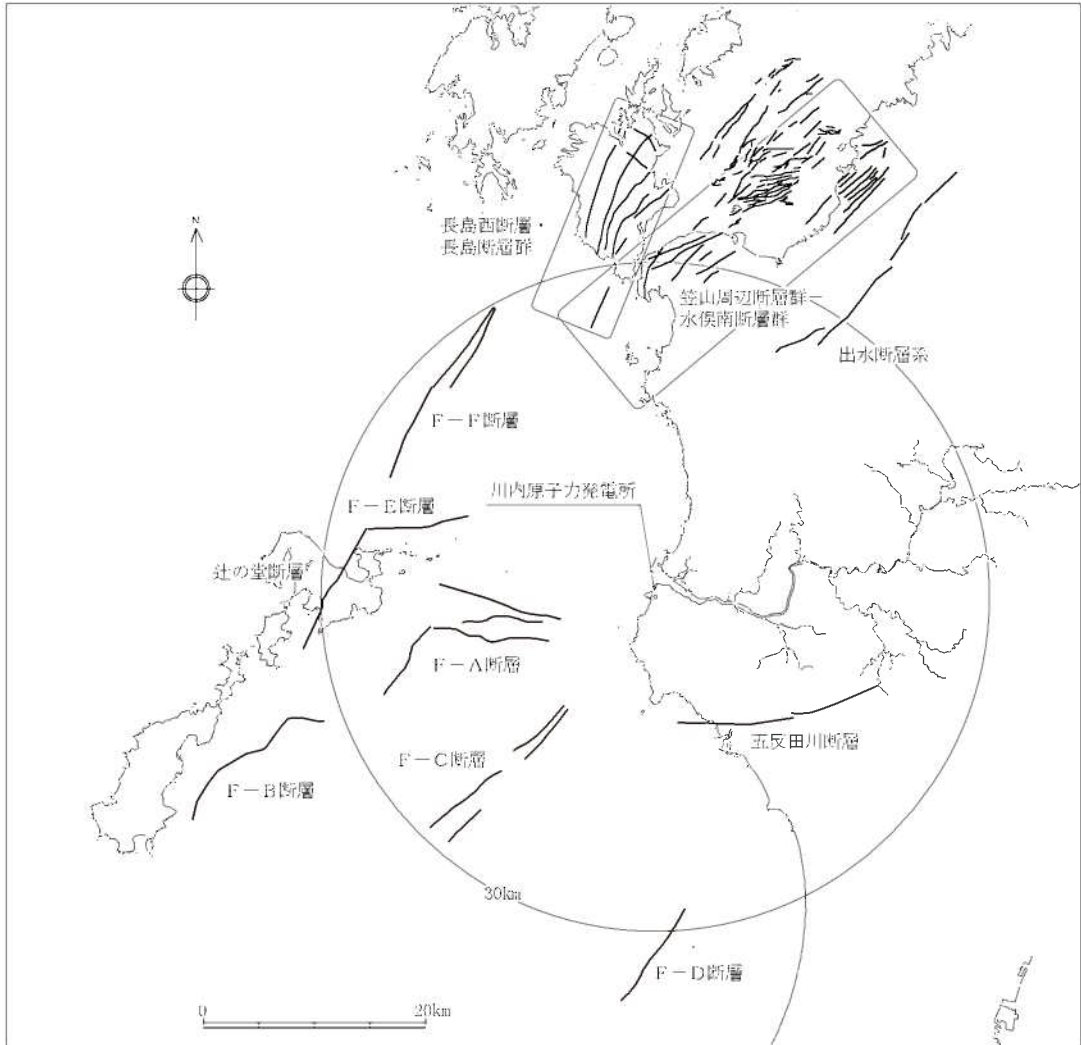 N
長島西断層・
長島断層群
笠山周辺断層群−
水俣南断層群
出水断層系
F−F断層
川内原子力発電所
F−E断層
辻の堂断層
F−A断層
F−C断層
五反田川断層
F−B断層
30km
F−D断層
0 20km